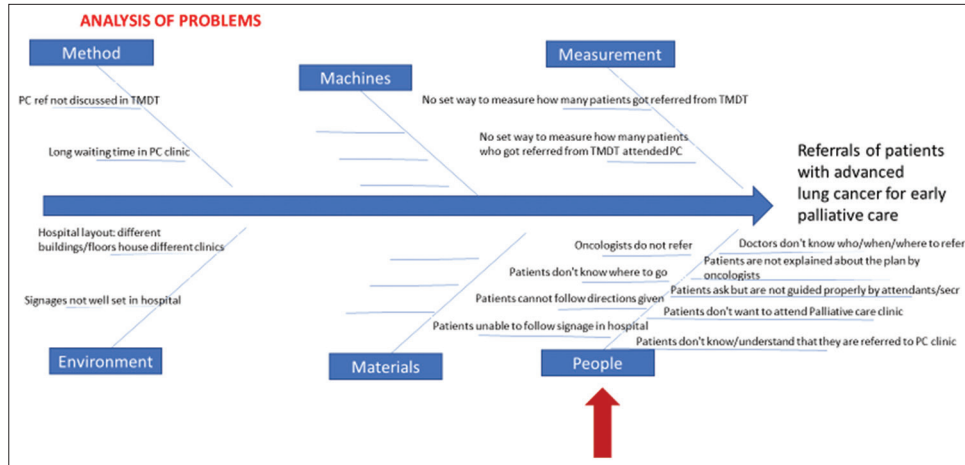 ANALYSIS OF PROBLEMS
Method
Machines
Measurement
PC ref not discussed in TMDT
Long waiting time in PC clinic
No set way to measure how many patients got referred from TMDT
No set way to measure how many patients
who got referred from TMDT attended PC
Referrals of patients
with advanced
lung cancer for early
palliative care
Hospital layout: different
buildings/floors house different clinics
Signages not well set in hospital
Oncologists do not refer
Patients don't know where to go
Patients cannot follow directions given
Patients unable to follow signage in hospital
Doctors don't know who/when/where to refer
Patients are not explained about the plan by
oncologists
Patients ask but are not guided properly by attendants/secr
Patients don't want to attend Palliative care clinic
Patients don't know/understand that they are referred to PC clinic
Environment
Materials
People